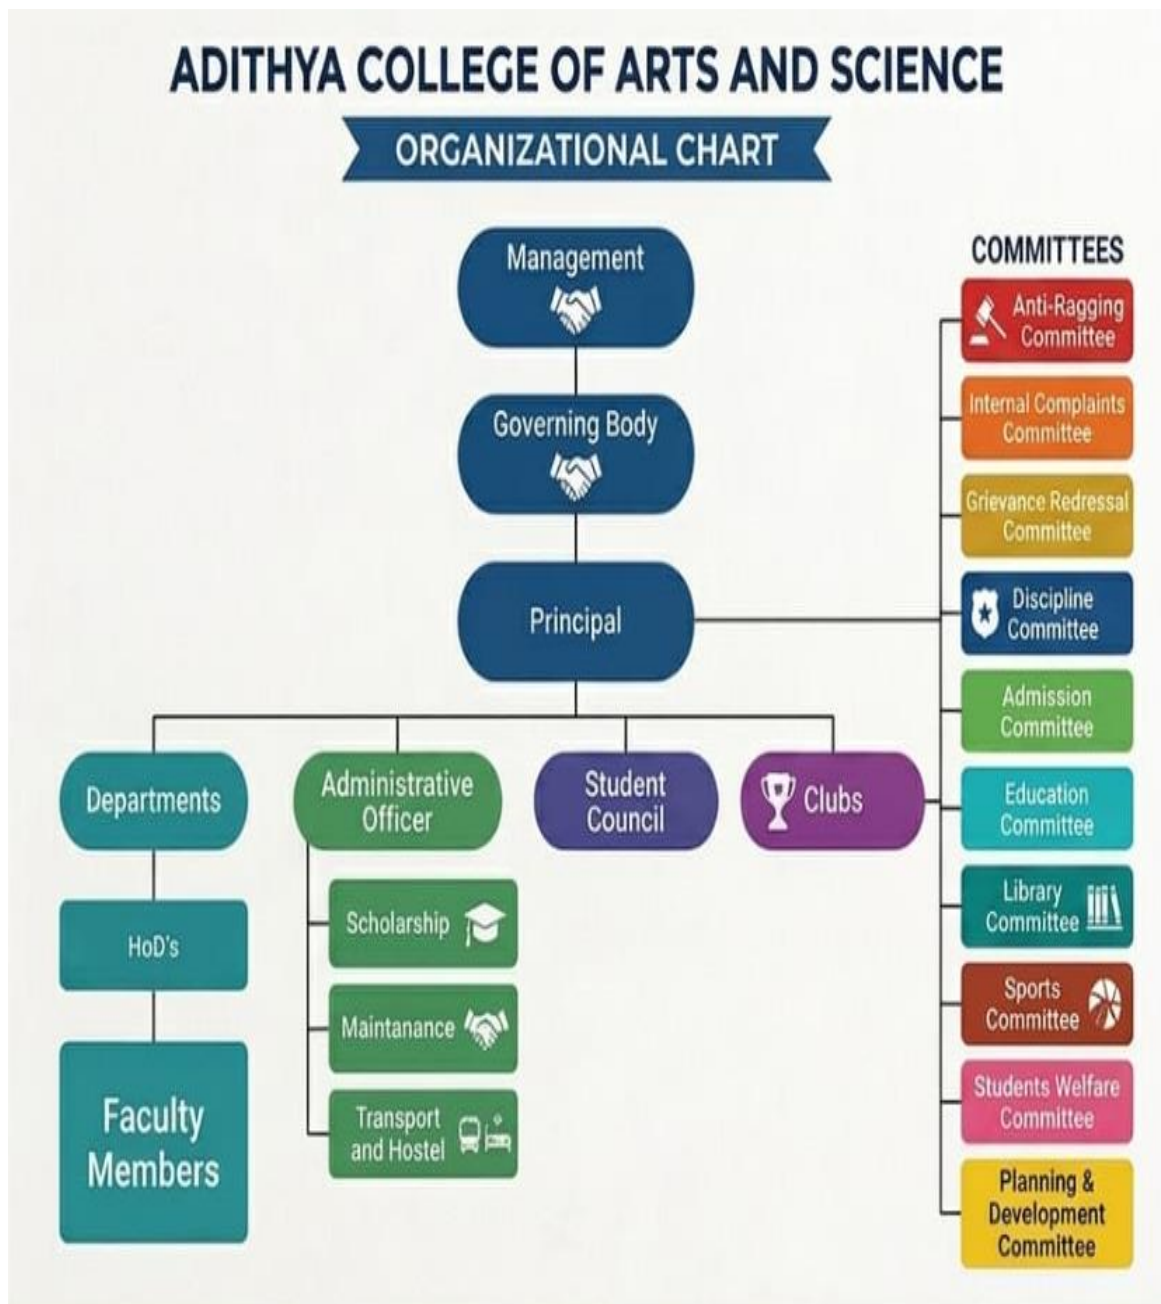 ADITHYA COLLEGE OF ARTS AND SCIENCE
ORGANIZATIONAL CHART
Management
Governing Body
Principal
Departments
HoD's
Faculty
Members
Administrative
Officer
Scholarship
Maintanance
Transport
and Hostel
Student
Council
Clubs
COMMITTEES
Anti-Ragging
Committee
Internal Complaints
Committee
Grievance Redressal
Committee
Discipline
Committee
Admission
Committee
Education
Committee
Library
Committee
Sports
Committee
Students Welfare
Committee
Planning &
Development
Committee